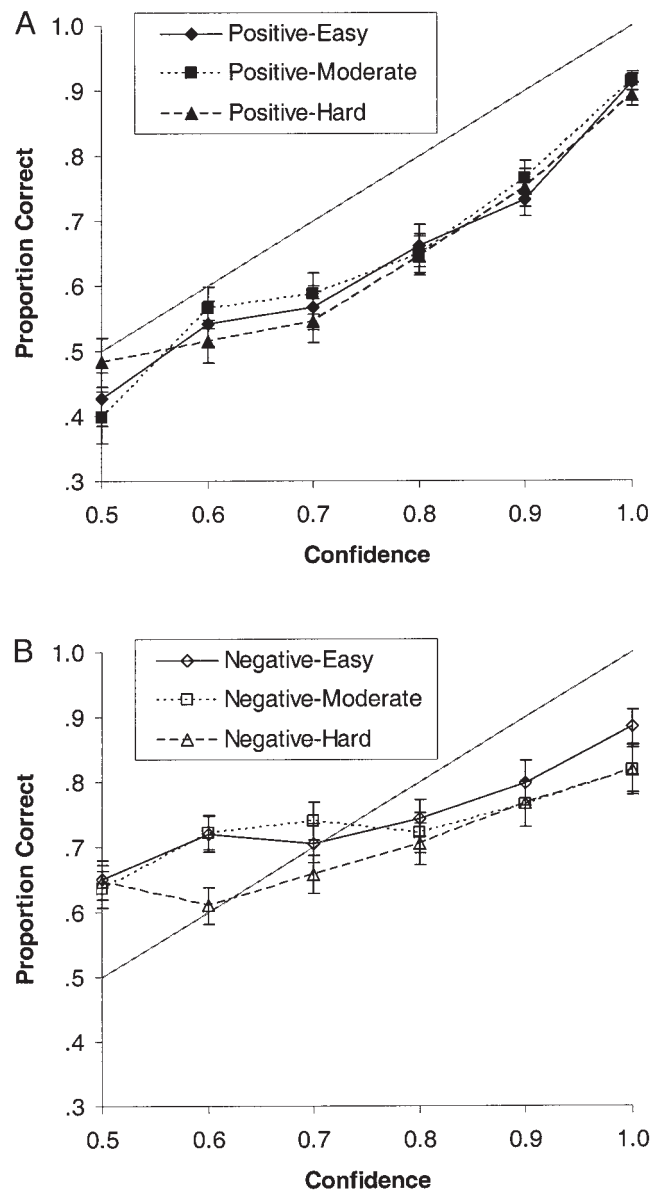 A
1.0
.9
.8
.7
.6
.5
.4
.3
Proportion Correct
Positive-Easy
Positive-Moderate
Positive-Hard
0.5 0.6 0.7 0.8 0.9 1.0
Confidence
B
1.0
.9
.8
.7
.6
.5
.4
.3
Proportion Correct
Negative-Easy
Negative-Moderate
Negative-Hard
0.5 0.6 0.7 0.8 0.9 1.0
Confidence